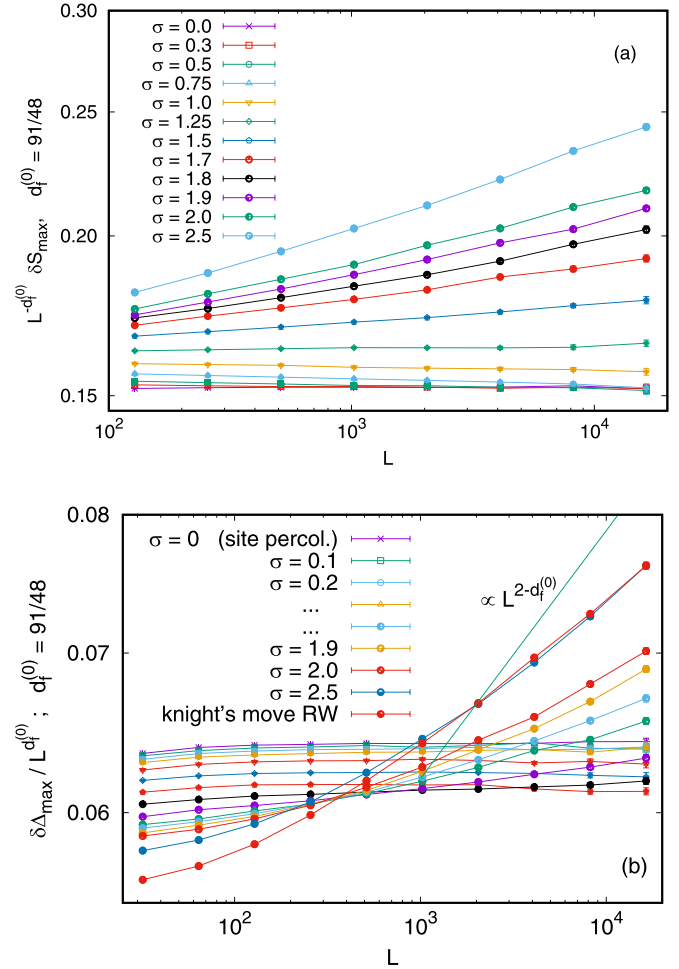 (a)
0.30
0.25
0.20
0.15
L^{-d_f^{(0)}} δS_{max}, d_f^{(0)} = 91/48
σ = 0.0
σ = 0.3
σ = 0.5
σ = 0.75
σ = 1.0
σ = 1.25
σ = 1.5
σ = 1.7
σ = 1.8
σ = 1.9
σ = 2.0
σ = 2.5
10^2 10^3 10^4
L
0.08
0.07
0.06
δΔ_{max} / L^{d_f^{(0)}} ; d_f^{(0)} = 91/48
σ = 0 (site percol.)
σ = 0.1
σ = 0.2
...
...
σ = 1.9
σ = 2.0
σ = 2.5
knight's move RW
∝ L^{2-d_f^{(0)}}
(b)
10^2 10^3 10^4
L